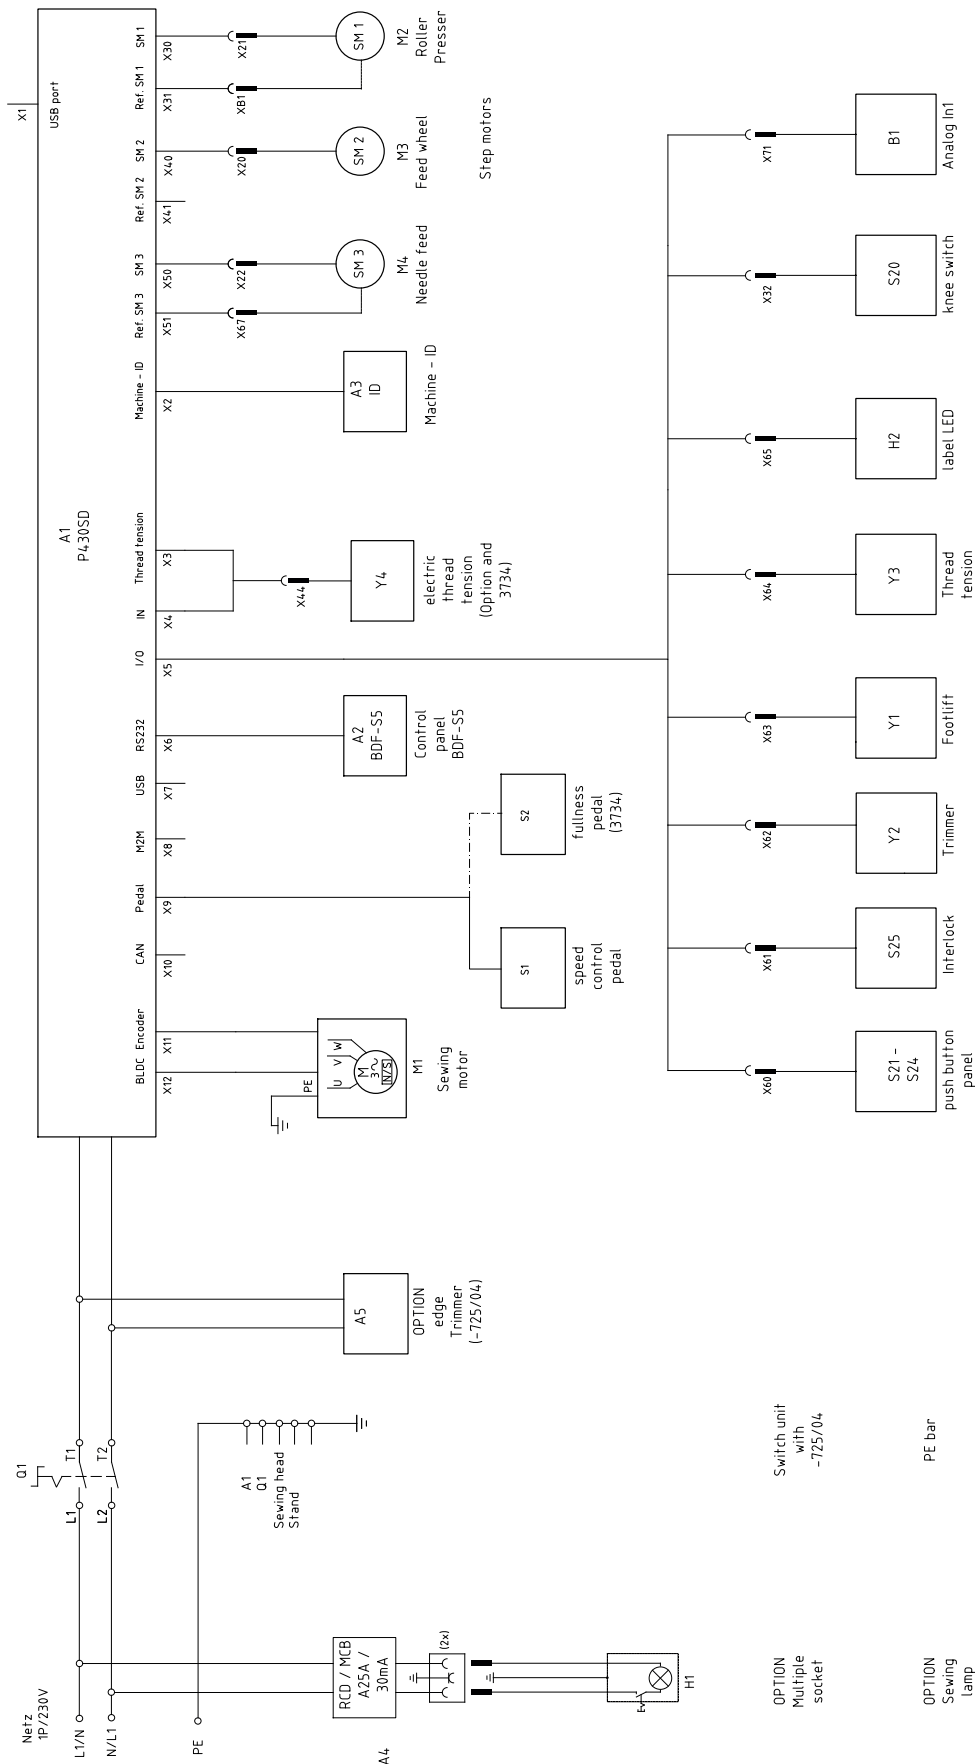 X1
USB port
A1
P430SD
SM 1
X30
X21
SM 1
M2
Roller
Presser
Ref. SM 1
X31
XB1
SM 2
X40
X20
SM 2
M3
Feed wheel
Step motors
Ref. SM 2
X41
SM 3
X50
X22
SM 3
M4
Needle feed
Ref. SM 3
X51
X67
Machine - ID
X2
A3
ID
Machine - ID
Thread tension
X3
IN
X4
X44
Y4
electric
thread
tension
(Option and
3734)
I/O
X5
RS232
X6
A2
BDF-S5
Control
panel
BDF-S5
USB
X7
M2M
X8
Pedal
X9
S2
fullness
pedal
(3734)
S1
speed
control
pedal
CAN
X10
Encoder
X11
BLDC
X12
PE
U V W
M
3
N/S
M1
Sewing
motor
X71
B1
Analog In1
X32
S20
knee switch
X65
H2
label LED
X64
Y3
Thread
tension
X63
Y1
Footlift
X62
Y2
Trimmer
X61
S25
Interlock
X60
S21 -
S24
push button
panel
A5
OPTION
edge
Trimmer
(-725/04)
Q1
T1
T2
L1
L2
A1
Q1
Sewing head
Stand
Netz
1P/230V
L1/N
N/L1
PE
A4
RCD / MCB
A25A /
30mA
(2x)
H1
Switch unit
with
-725/04
PE bar
OPTION
Multiple
socket
OPTION
Sewing
lamp